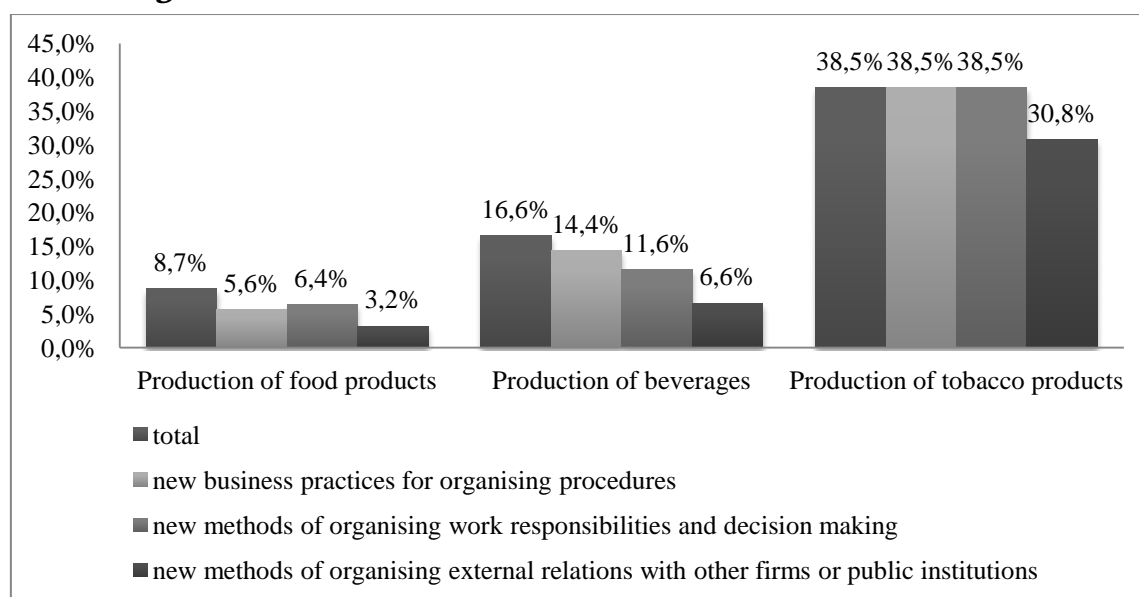 45,0%
40,0%
35,0%
30,0%
25,0%
20,0%
15,0%
10,0%
5,0%
0,0%
8,7%
5,6%
6,4%
3,2%
16,6%
14,4%
11,6%
6,6%
38,5% 38,5% 38,5%
30,8%
Production of food products
Production of beverages
Production of tobacco products
total
new business practices for organising procedures
new methods of organising work responsibilities and decision making
new methods of organising external relations with other firms or public institutions